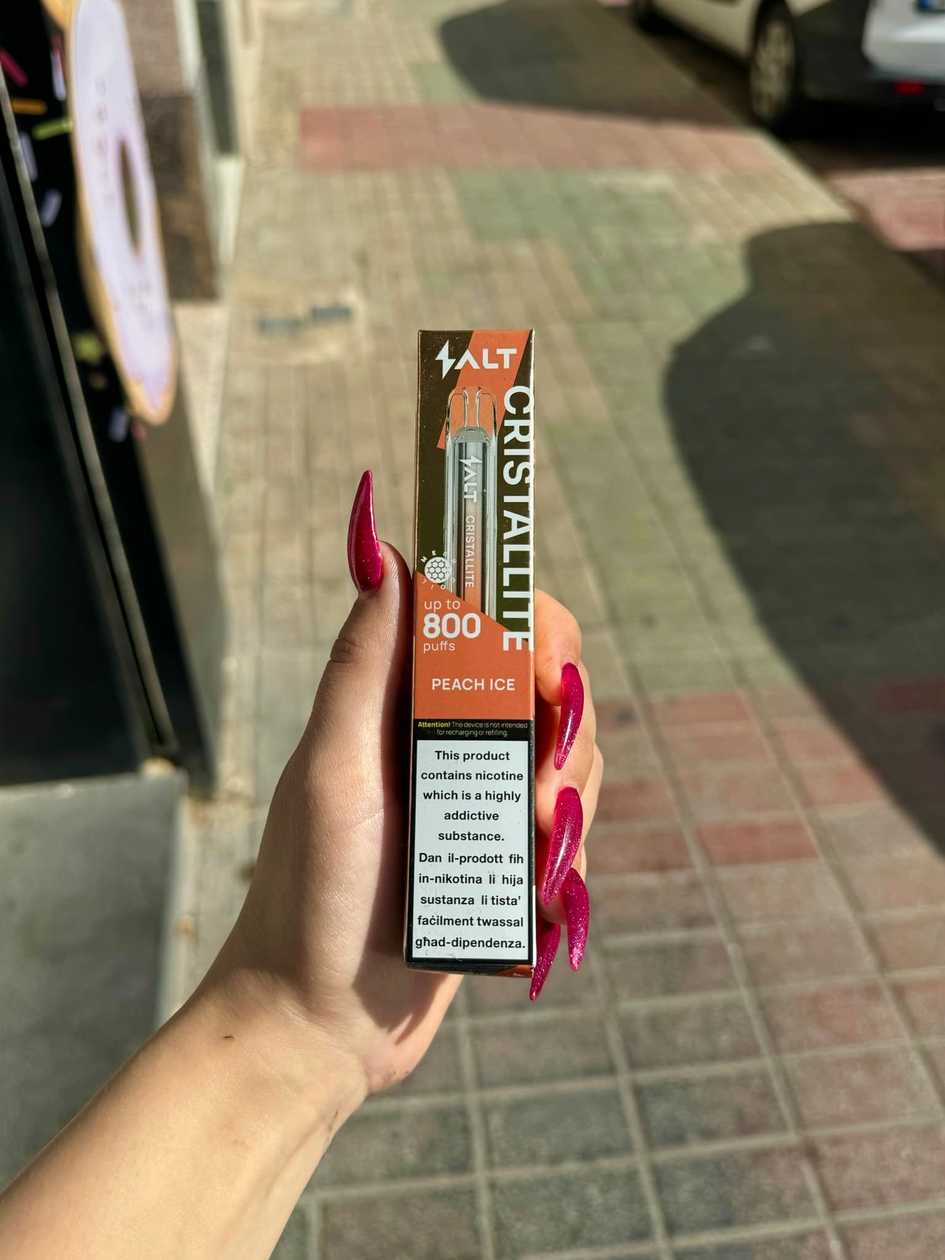 SALT
CRISTALLITE
SALT CRISTALLITE
up to
800
puffs
PEACH ICE
Attention! The device is not intended
for recharging or refilling.
This product
contains nicotine
which is a highly
addictive
substance.
Dan il-prodott fih
in-nikotina li hija
sustanza li tista'
faċilment twassal
għad-dipendenza.